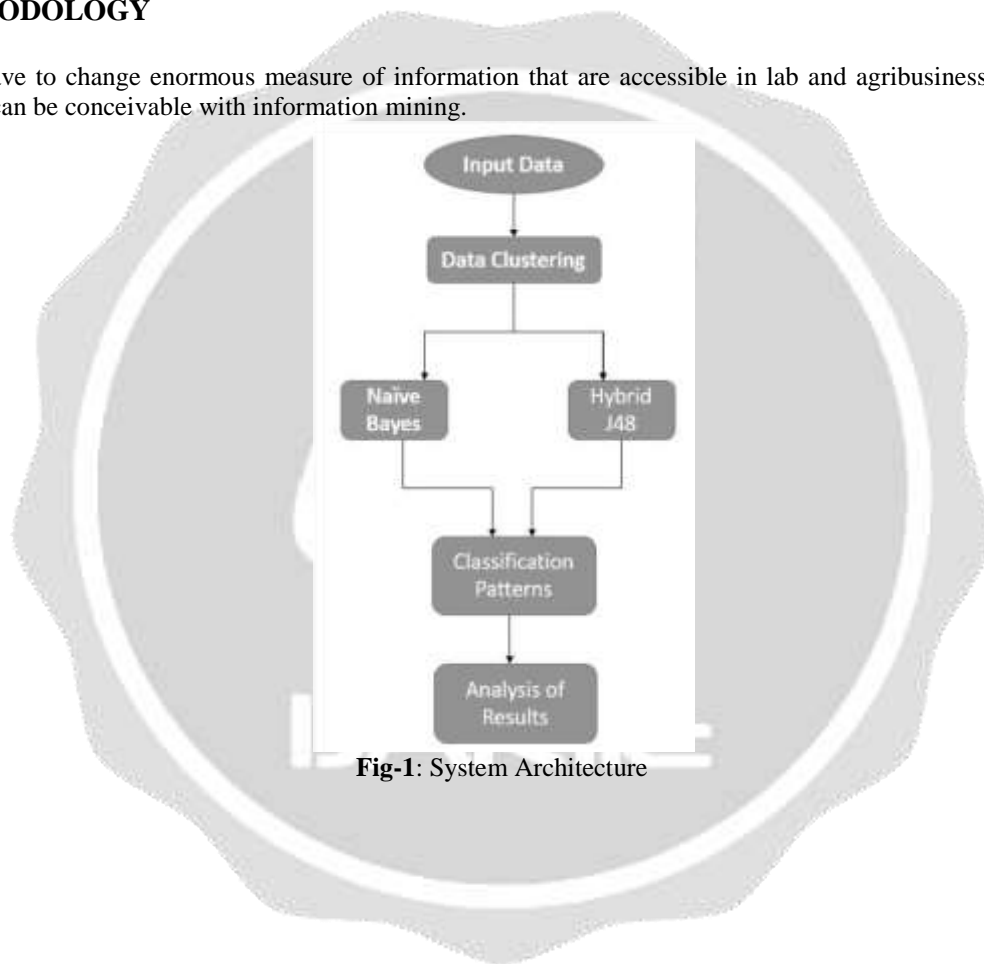 ODOLOGY
ve to change enormous measure of information that are accessible in lab and agribusiness
can be conceivable with information mining.
Input Data
Data Clustering
Naïve
Bayes
Hybrid
J48
Classification
Patterns
Analysis of
Results
Fig-1: System Architecture